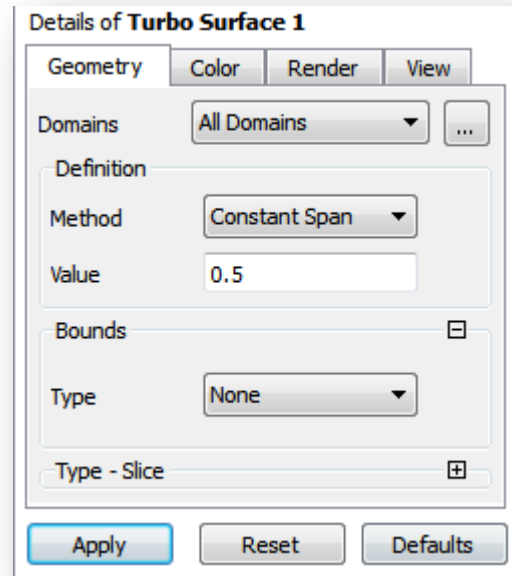 Details of Turbo Surface 1
Geometry Color Render View
Domains All Domains ...
Definition
Method Constant Span
Value 0.5
Bounds
Type None
Type - Slice
Apply Reset Defaults